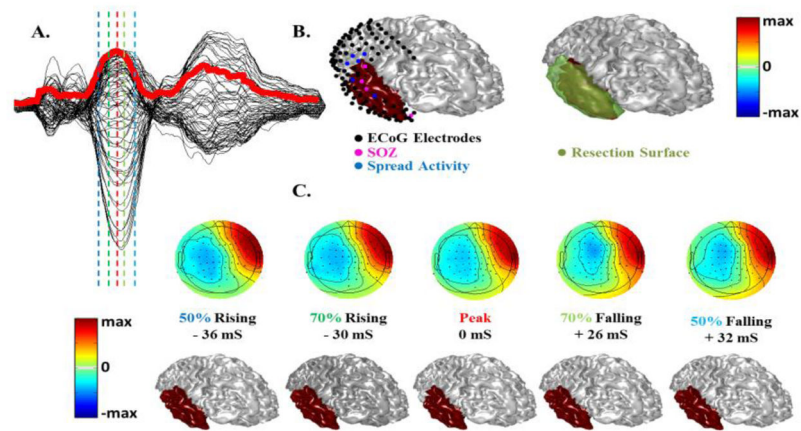 A.
B.
max
0
-max
ECoG Electrodes
SOZ
Spread Activity
Resection Surface
C.
50% Rising
- 36 mS
70% Rising
- 30 mS
Peak
0 mS
70% Falling
+ 26 mS
50% Falling
+ 32 mS
max
0
-max